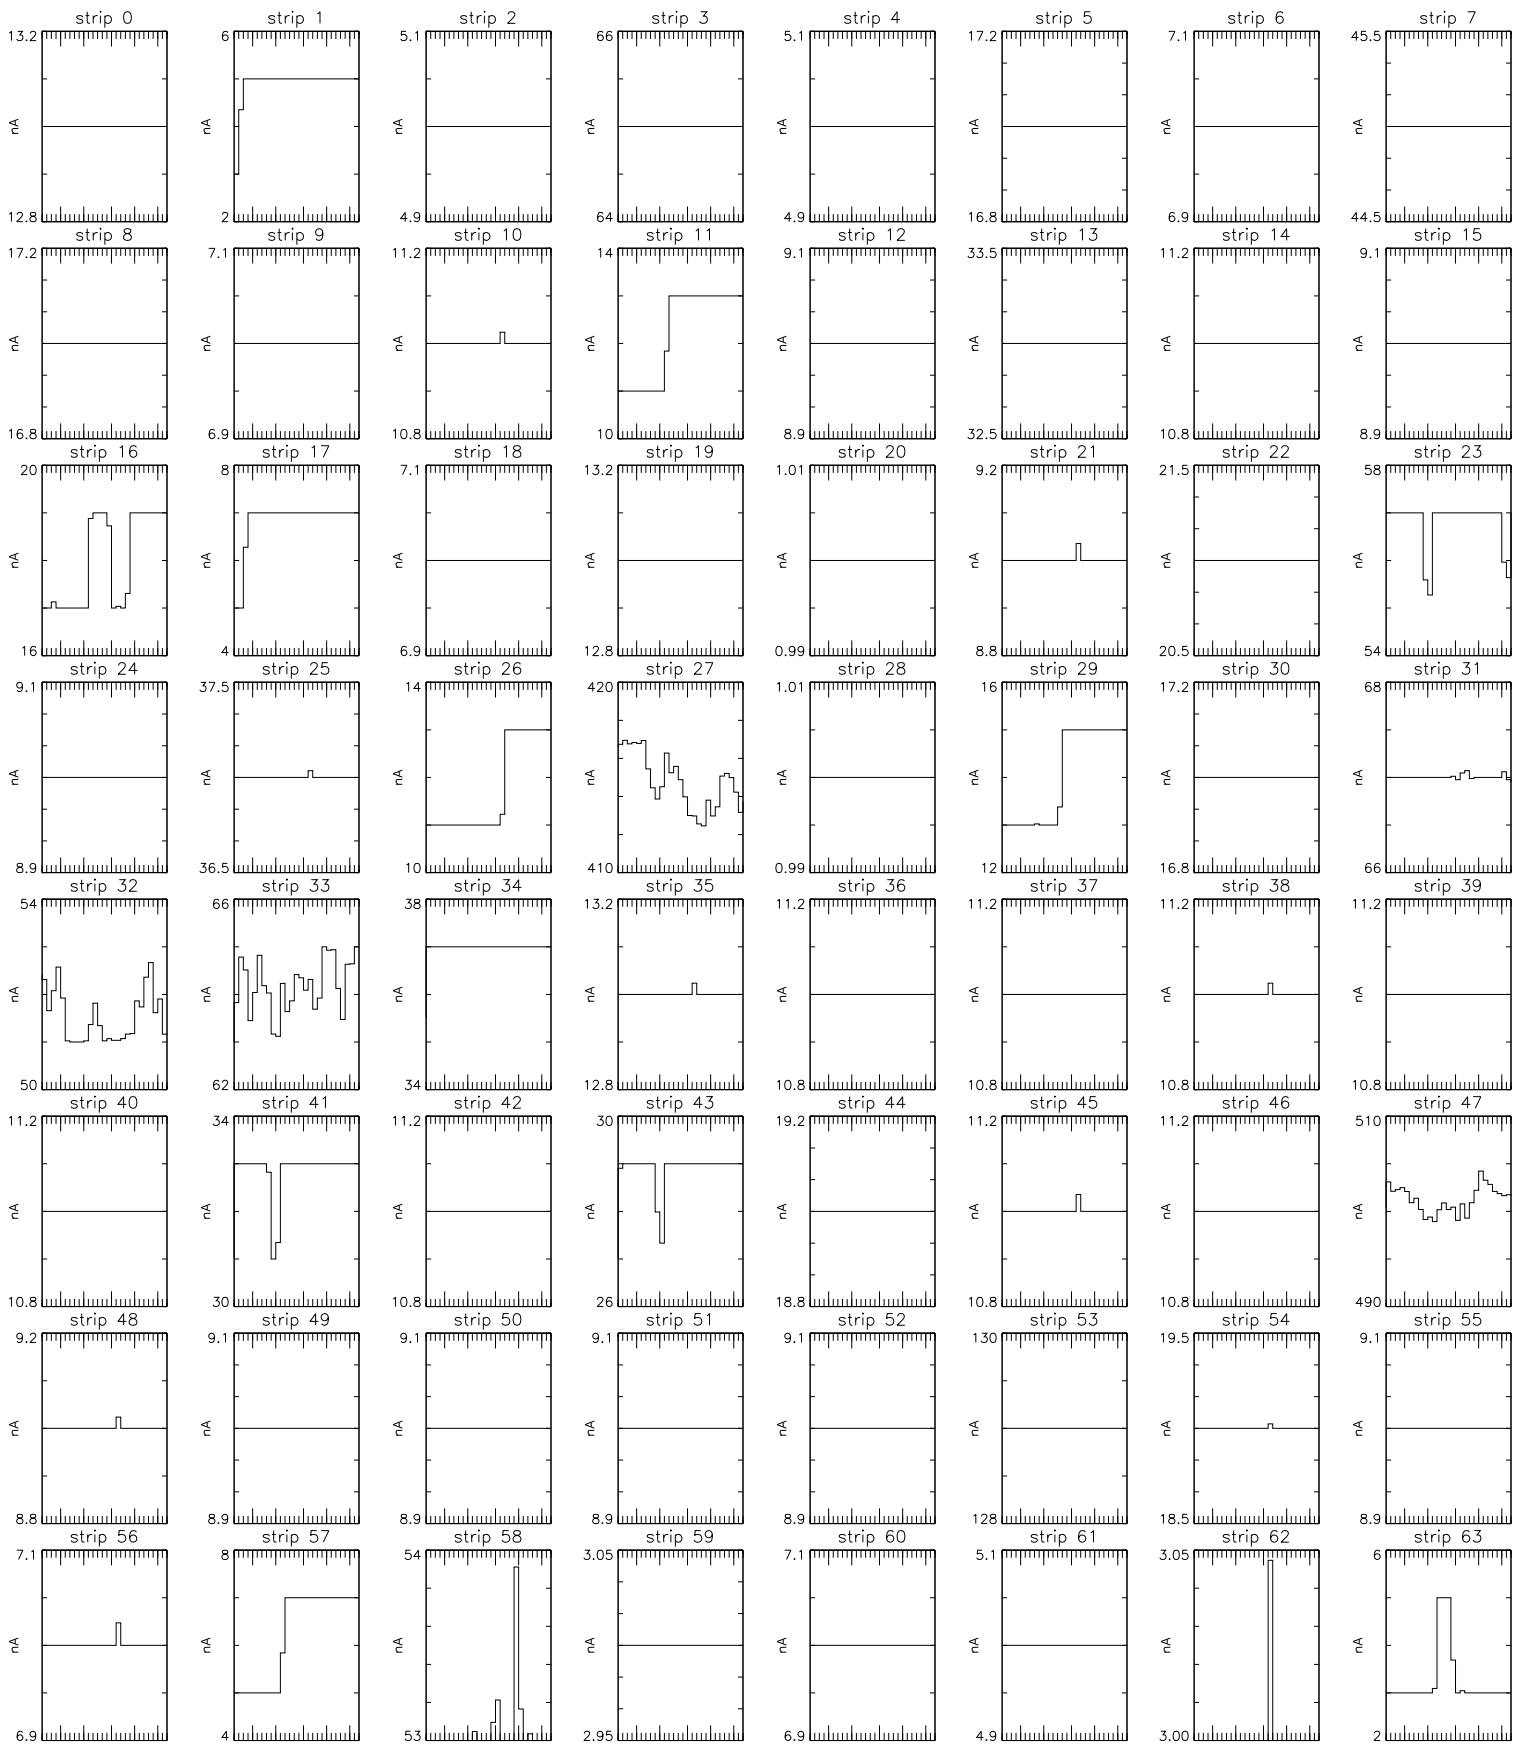 strip 0 strip 1 strip 2 strip 3 strip 4 strip 5 strip 6 strip 7
13.2 6 5.1 66 5.1 17.2 7.1 45.5
nA nA nA nA nA nA nA nA
12.8 2 4.9 64 4.9 16.8 6.9 44.5
strip 8 strip 9 strip 10 strip 11 strip 12 strip 13 strip 14 strip 15
17.2 7.1 11.2 14 9.1 33.5 11.2 9.1
nA nA nA nA nA nA nA nA
16.8 6.9 10.8 10 8.9 32.5 10.8 8.9
strip 16 strip 17 strip 18 strip 19 strip 20 strip 21 strip 22 strip 23
20 8 7.1 13.2 1.01 9.2 21.5 58
nA nA nA nA nA nA nA nA
16 4 6.9 12.8 0.99 8.8 20.5 54
strip 24 strip 25 strip 26 strip 27 strip 28 strip 29 strip 30 strip 31
9.1 37.5 14 420 1.01 16 17.2 68
nA nA nA nA nA nA nA nA
8.9 36.5 10 410 0.99 12 16.8 66
strip 32 strip 33 strip 34 strip 35 strip 36 strip 37 strip 38 strip 39
54 66 38 13.2 11.2 11.2 11.2 11.2
nA nA nA nA nA nA nA nA
50 62 34 12.8 10.8 10.8 10.8 10.8
strip 40 strip 41 strip 42 strip 43 strip 44 strip 45 strip 46 strip 47
11.2 34 11.2 30 19.2 11.2 11.2 510
nA nA nA nA nA nA nA nA
10.8 30 10.8 26 18.8 10.8 10.8 490
strip 48 strip 49 strip 50 strip 51 strip 52 strip 53 strip 54 strip 55
9.2 9.1 9.1 9.1 9.1 130 19.5 9.1
nA nA nA nA nA nA nA nA
8.8 8.9 8.9 8.9 8.9 128 18.5 8.9
strip 56 strip 57 strip 58 strip 59 strip 60 strip 61 strip 62 strip 63
7.1 8 54 3.05 7.1 5.1 3.05 6
nA nA nA nA nA nA nA nA
6.9 4 53 2.95 6.9 4.9 3.00 2